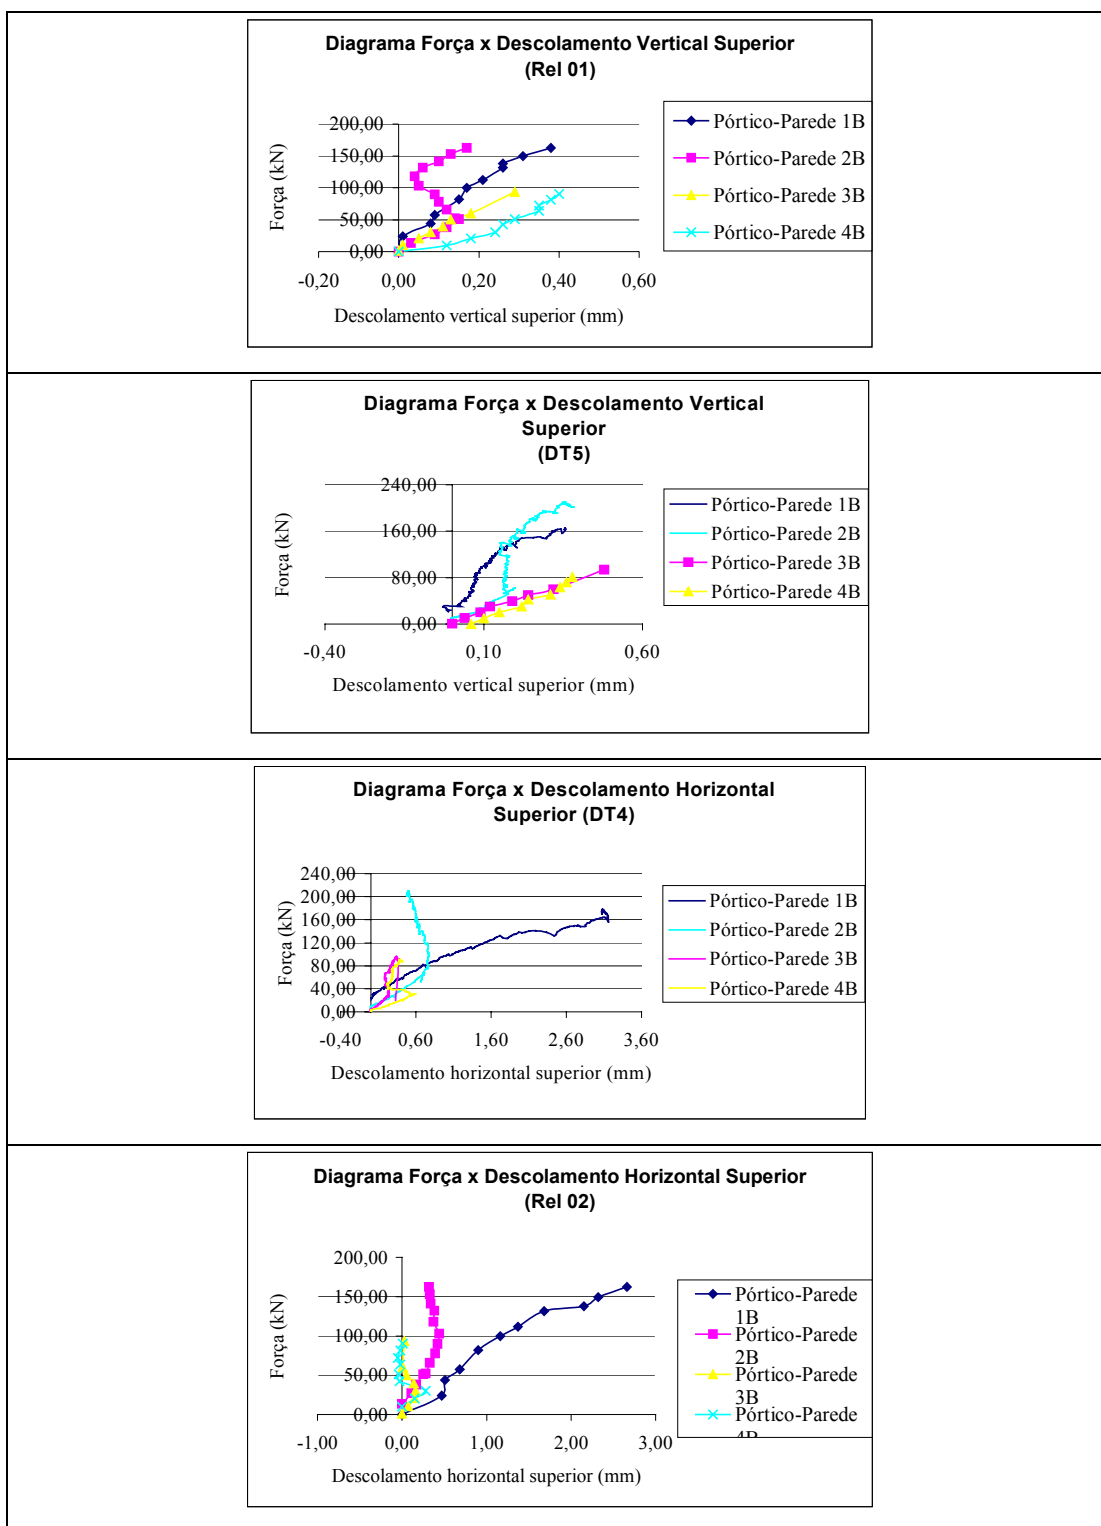 Diagrama Força x Descolamento Vertical Superior
(Rel 01)
Força (kN)
200,00
150,00
100,00
50,00
0,00
-0,20 0,00 0,20 0,40 0,60
Descolamento vertical superior (mm)
Pórtico-Parede 1B
Pórtico-Parede 2B
Pórtico-Parede 3B
Pórtico-Parede 4B
Diagrama Força x Descolamento Vertical
Superior
(DT5)
Força (kN)
240,00
160,00
80,00
0,00
-0,40 0,10 0,60
Descolamento vertical superior (mm)
Pórtico-Parede 1B
Pórtico-Parede 2B
Pórtico-Parede 3B
Pórtico-Parede 4B
Diagrama Força x Descolamento Horizontal
Superior (DT4)
Força (kN)
240,00
200,00
160,00
120,00
80,00
40,00
0,00
-0,40 0,60 1,60 2,60 3,60
Descolamento horizontal superior (mm)
Pórtico-Parede 1B
Pórtico-Parede 2B
Pórtico-Parede 3B
Pórtico-Parede 4B
Diagrama Força x Descolamento Horizontal Superior
(Rel 02)
Força (kN)
200,00
150,00
100,00
50,00
0,00
-1,00 0,00 1,00 2,00 3,00
Descolamento horizontal superior (mm)
Pórtico-Parede
1B
Pórtico-Parede
2B
Pórtico-Parede
3B
Pórtico-Parede
4B